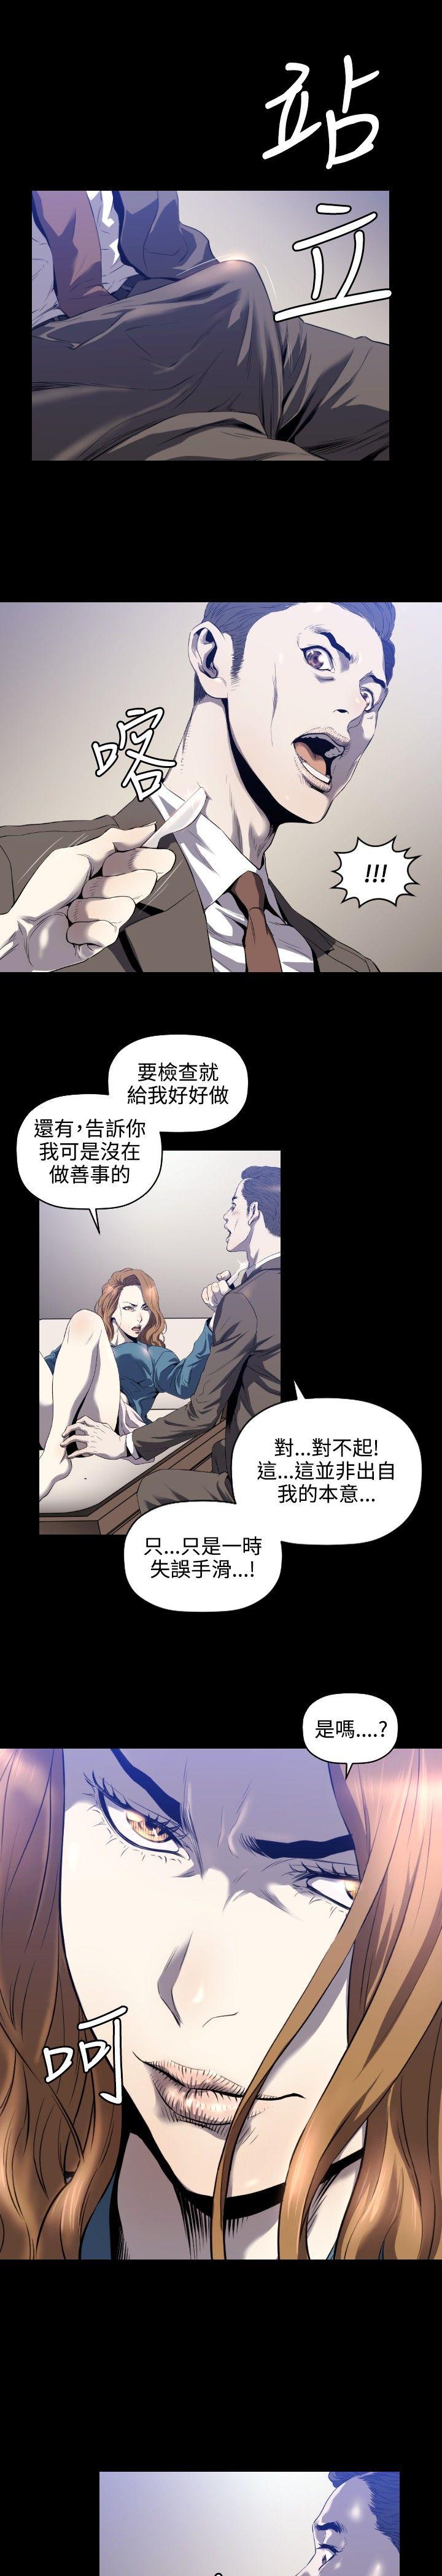 站
立
喀
!!!
要檢查就
給我好好做
還有,告訴你
我可是沒在
做善事的
對...對不起!
這...這並非出自
我的本意...
只...只是一時
失誤手滑...!
是嗎....?
呵